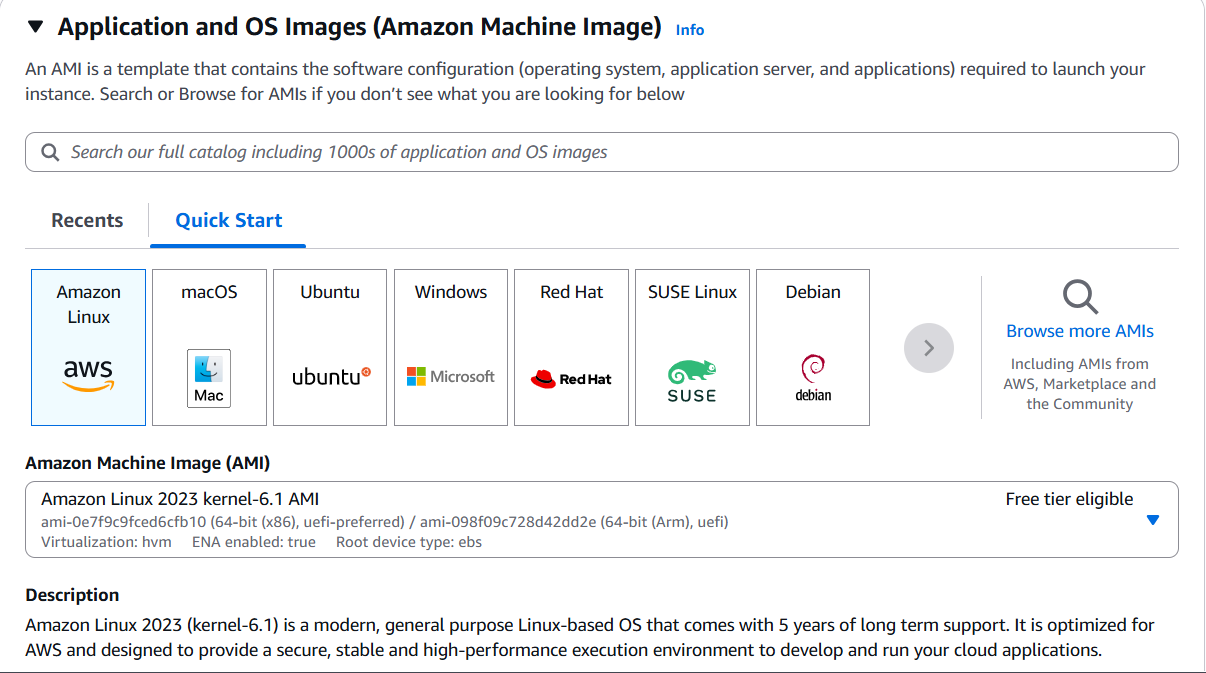 Application and OS Images (Amazon Machine Image) Info
An AMI is a template that contains the software configuration (operating system, application server, and applications) required to launch your
instance. Search or Browse for AMIs if you don’t see what you are looking for below
Search our full catalog including 1000s of application and OS images
Recents
Quick Start
Amazon
Linux
aws
macOS
Mac
Ubuntu
ubuntu
Windows
Microsoft
Red Hat
Red Hat
SUSE Linux
SUSE
Debian
debian
Browse more AMIs
Including AMIs from
AWS, Marketplace and
the Community
Amazon Machine Image (AMI)
Amazon Linux 2023 kernel-6.1 AMI
Free tier eligible
ami-0e7f9c9fced6cfb10 (64-bit (x86), uefi-preferred) / ami-098f09c728d42dd2e (64-bit (Arm), uefi)
Virtualization: hvm ENA enabled: true Root device type: ebs
Description
Amazon Linux 2023 (kernel-6.1) is a modern, general purpose Linux-based OS that comes with 5 years of long term support. It is optimized for
AWS and designed to provide a secure, stable and high-performance execution environment to develop and run your cloud applications.